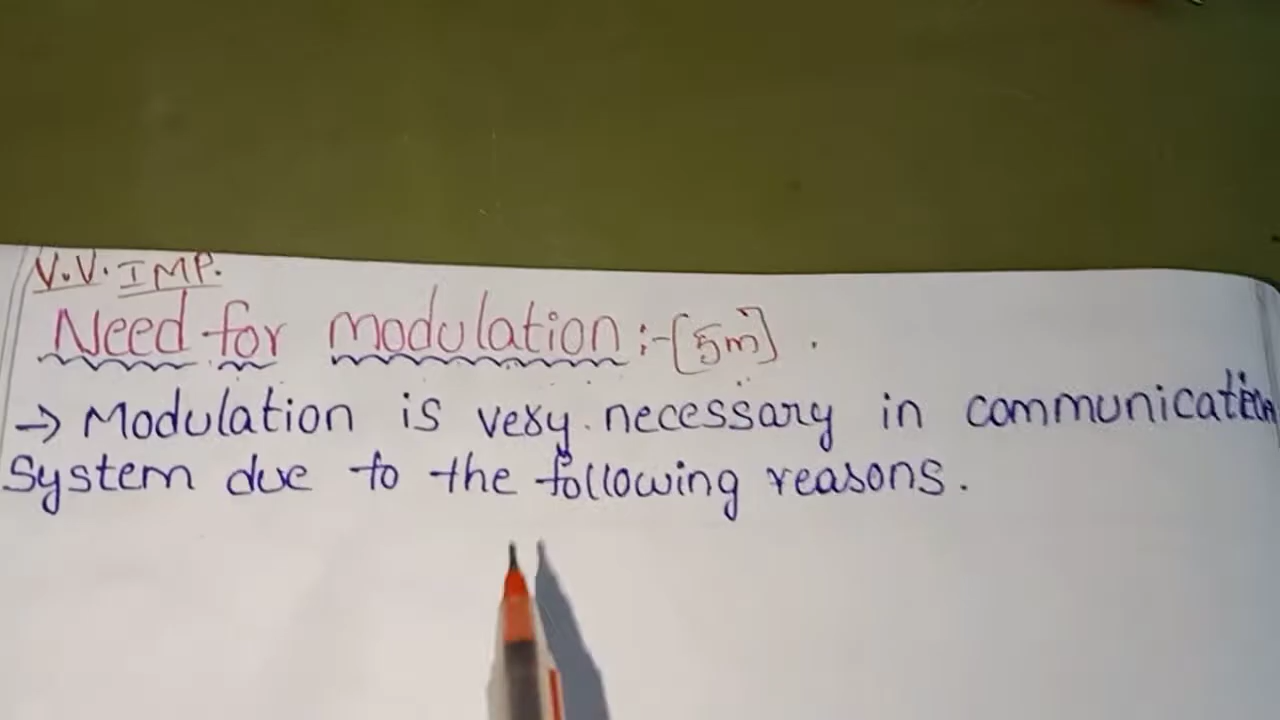 V.V. IMP.
Need for modulation :- [5m] .
→ Modulation is very necessary in communication
System due to the following reasons.